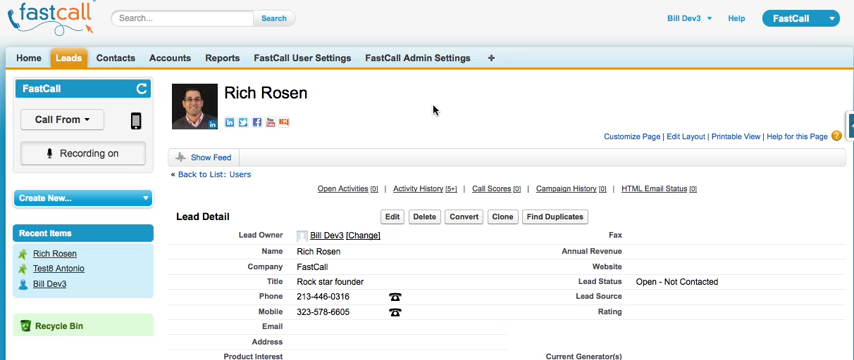 fastcall
Search...
Search
Bill Dev3
Help
FastCall
Home
Leads
Contacts
Accounts
Reports
FastCall User Settings
FastCall Admin Settings
+
FastCall
Call From
Recording on
Create New...
Recent Items
Rich Rosen
Test8 Antonio
Bill Dev3
Recycle Bin
Rich Rosen
Customize Page | Edit Layout | Printable View | Help for this Page ?
Show Feed
« Back to List: Users
Open Activities [0] | Activity History [5+] | Call Scores [0] | Campaign History [0] | HTML Email Status [0]
Lead Detail
Edit
Delete
Convert
Clone
Find Duplicates
Lead Owner Bill Dev3 [Change]
Name Rich Rosen
Company FastCall
Title Rock star founder
Phone 213-446-0316
Mobile 323-578-6605
Email
Address
Product Interest
Fax
Annual Revenue
Website
Lead Status Open - Not Contacted
Lead Source
Rating
Current Generator(s)